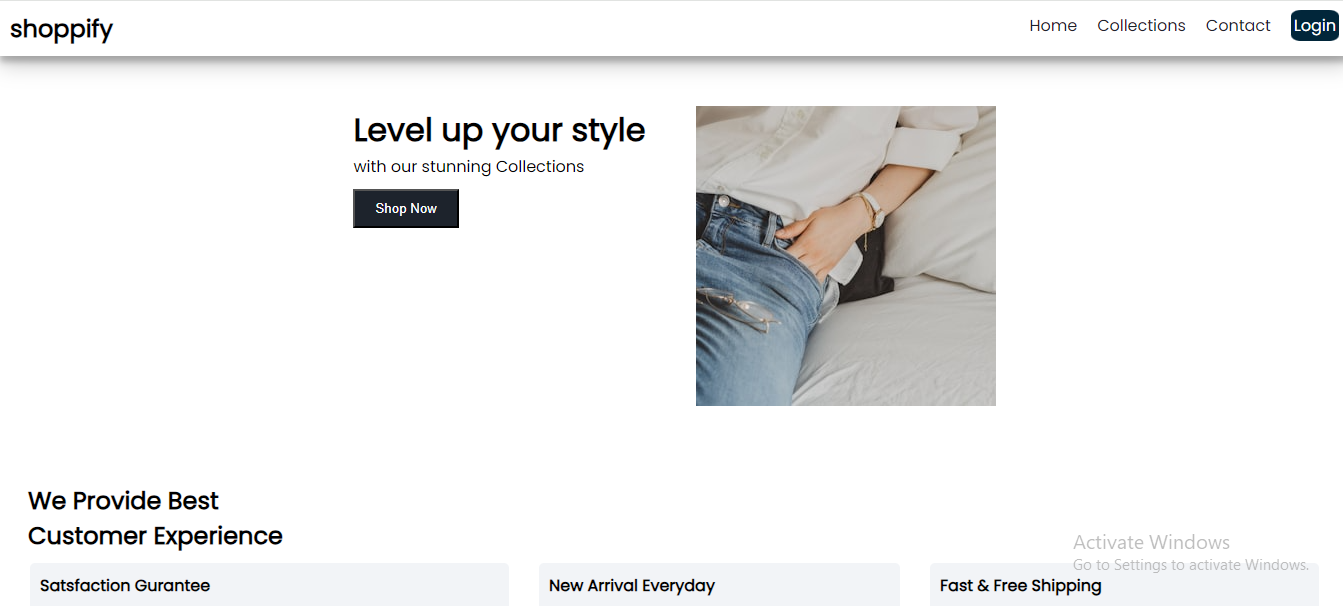 shoppify
Home Collections Contact Login
Level up your style
with our stunning Collections
Shop Now
We Provide Best
Customer Experience
Activate Windows
Go to Settings to activate Windows.
Satsfaction Gurantee
New Arrival Everyday
Fast & Free Shipping